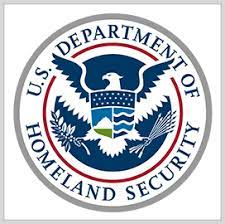 U.S. DEPARTMENT OF
HOMELAND SECURITY